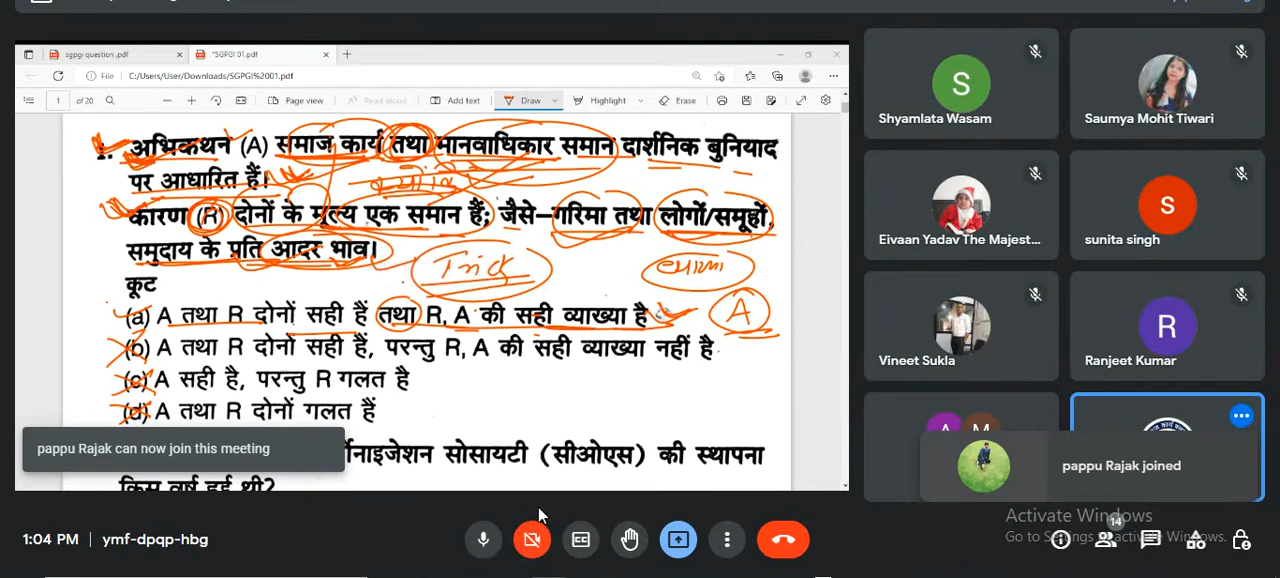 sgpgi question .pdf
*SGPGI 01.pdf
File
C:/Users/User/Downloads/SGPGI%2001.pdf
1 of 20
Page view
Read aloud
Add text
Draw
Highlight
Erase
अभिकथन (A) समाज कार्य तथा मानवाधिकार समान दार्शनिक बुनियाद
पर आधारित हैं।
कारण (R) दोनों के मूल्य एक समान हैं; जैसे–गरिमा तथा लोगों/समूहों,
समुदाय के प्रति आदर भाव।
Trick
कूट
(a) A तथा R दोनों सही हैं तथा R, A की सही व्याख्या है
A
(b) A तथा R दोनों सही हैं, परन्तु R, A की सही व्याख्या नहीं है
(c) A सही है, परन्तु R गलत है
(d) A तथा R दोनों गलत हैं
र्गेनाइजेशन सोसायटी (सीओएस) की स्थापना
किस वर्ष हुई थी?
pappu Rajak can now join this meeting
S
Shyamlata Wasam
Saumya Mohit Tiwari
Eivaan Yadav The Majest...
S
sunita singh
Vineet Sukla
R
Ranjeet Kumar
A
M
pappu Rajak joined
Activate Windows
Go to Settings to activate Windows.
1:04 PM
ymf-dpqp-hbg
14